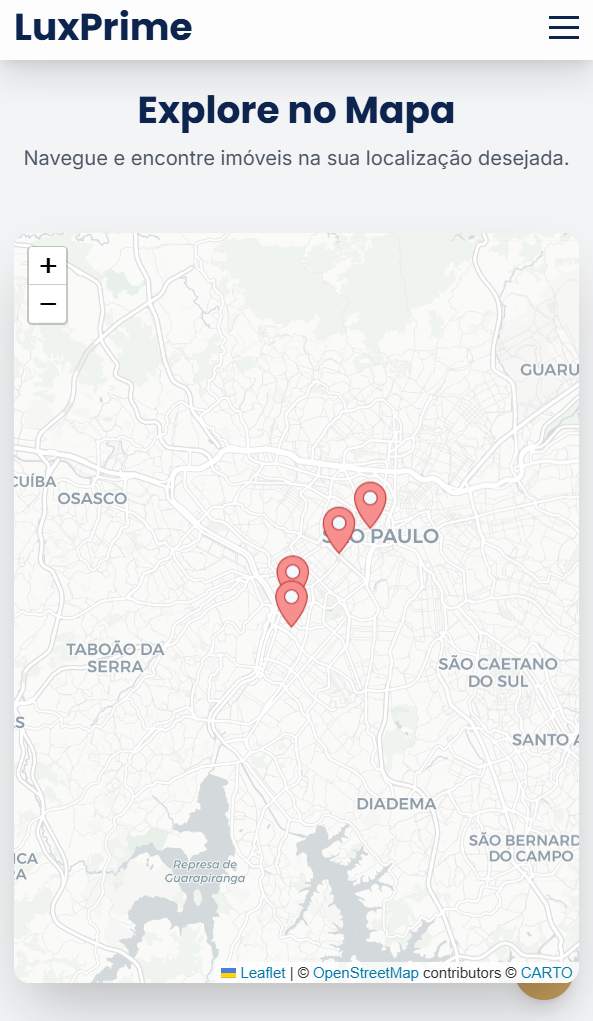 LuxPrime
Explore no Mapa
Navegue e encontre imóveis na sua localização desejada.
+
−
GUARU
CUÍBA
OSASCO
PAULO
TABOÃO DA
SERRA
SÃO CAETANO
DO SUL
S
SANTO A
DIADEMA
SÃO BERNARD
DO CAMPO
ICA
RA
Represa de
Guarapiranga
Leaflet | © OpenStreetMap contributors © CARTO